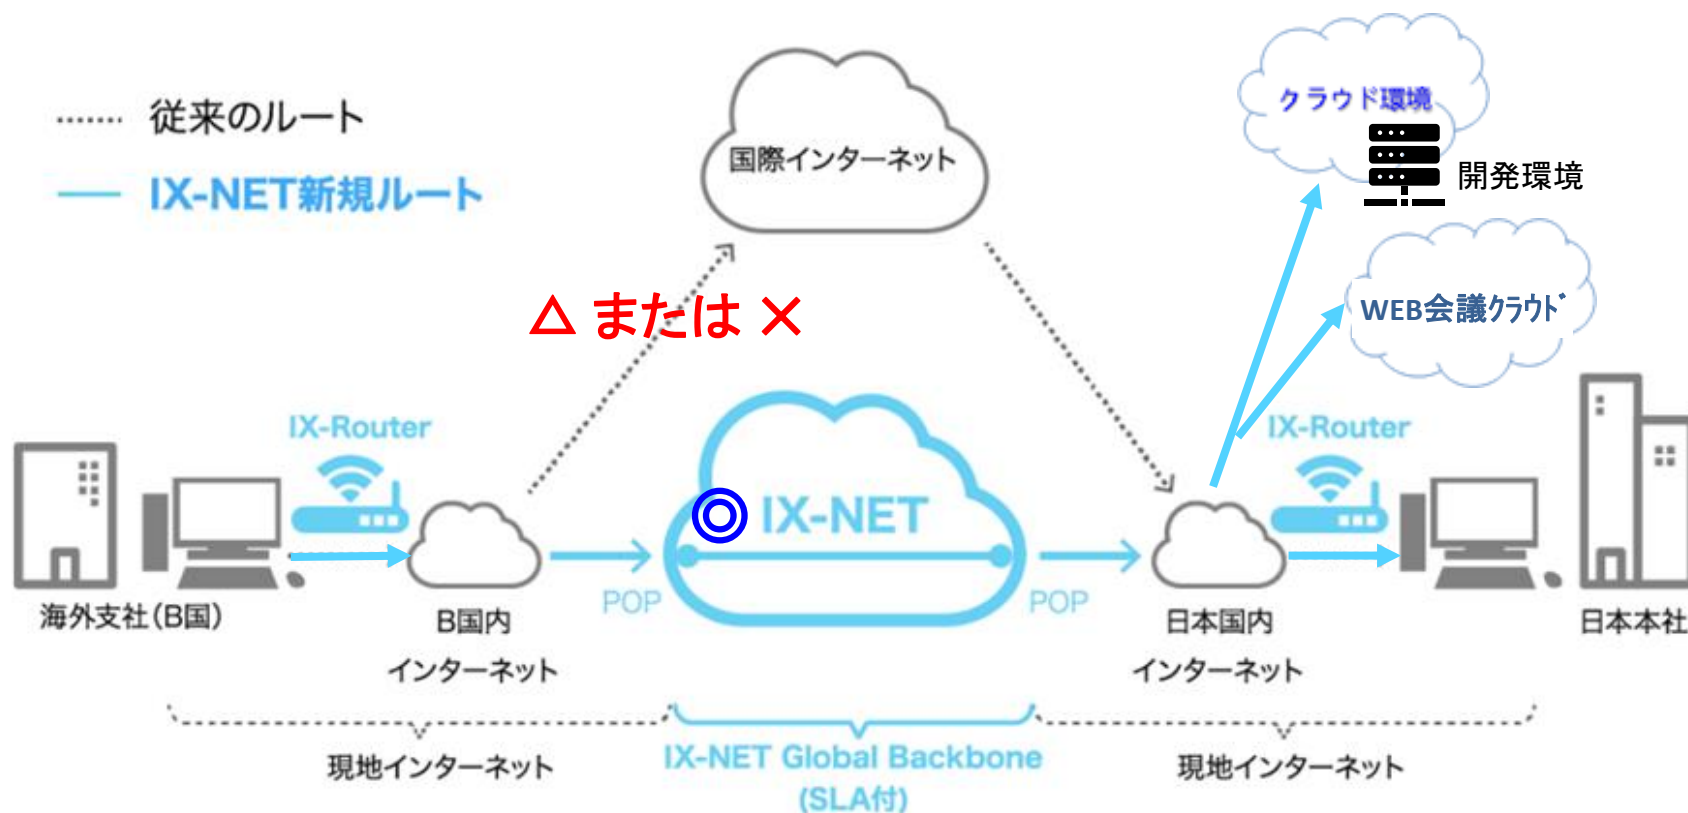 従来のルート
IX-NET新規ルート
国際インターネット
クラウド環境
開発環境
WEB会議クラウド
△ または ×
IX-Router
IX-Router
◎ IX-NET
POP
POP
海外支社(B国)
B国内
インターネット
日本国内
インターネット
日本本社
現地インターネット
IX-NET Global Backbone
(SLA付)
現地インターネット